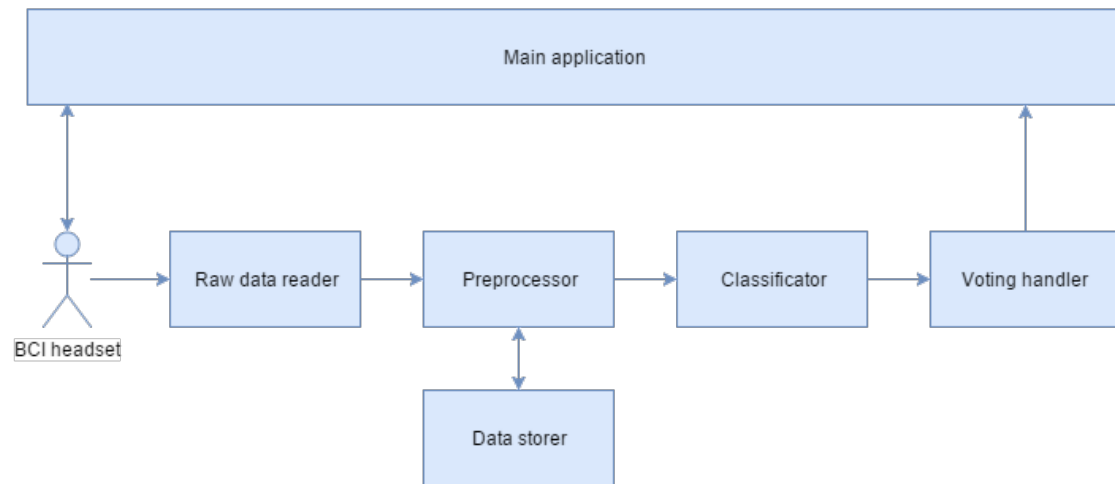 Main application
Raw data reader
Preprocessor
Classificator
Voting handler
BCI headset
Data storer